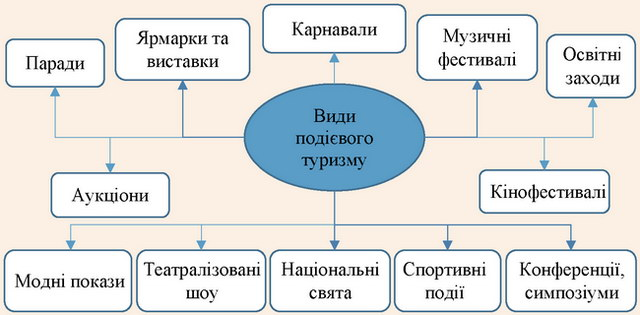 Паради
Ярмарки та
виставки
Карнавали
Музичні
фестивалі
Освітні
заходи
Види
подієвого
туризму
Аукціони
Кінофестивалі
Модні покази
Театралізовані
шоу
Національні
свята
Спортивні
події
Конференції,
симпозіуми